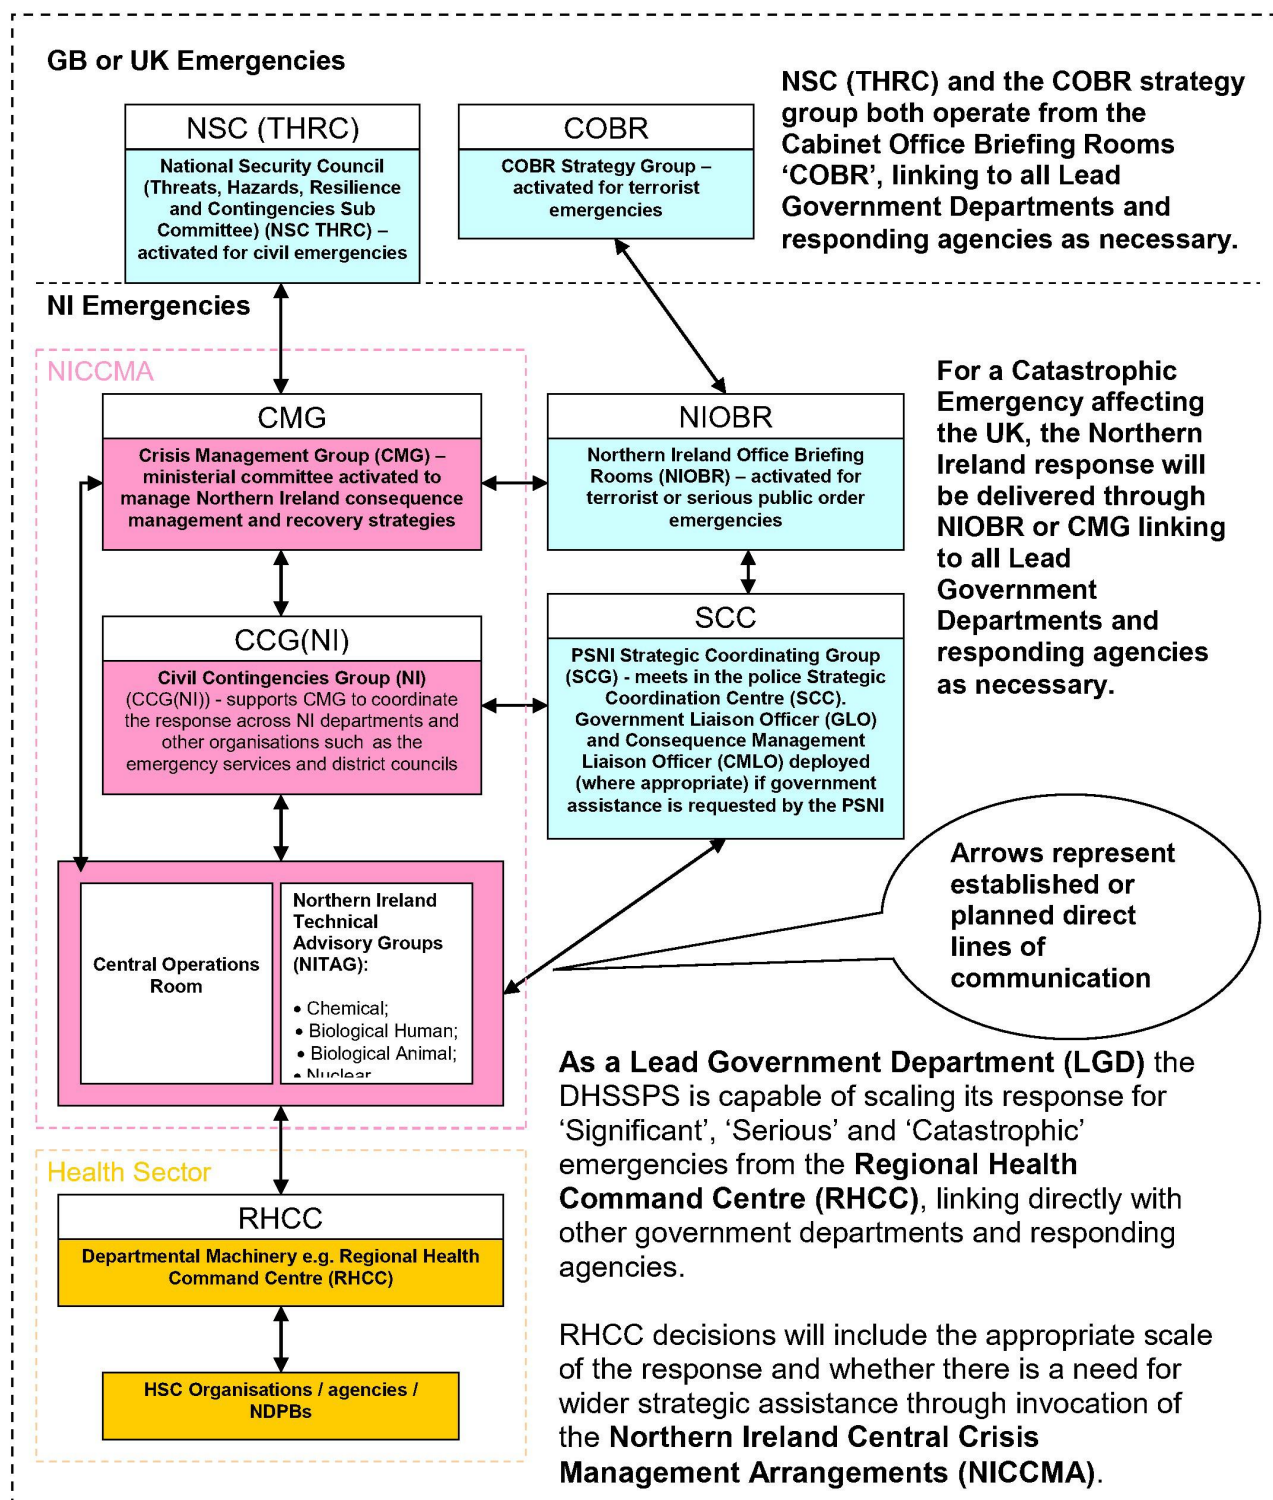 GB or UK Emergencies
NSC (THRC)
National Security Council
(Threats, Hazards, Resilience
and Contingencies Sub
Committee) (NSC THRC) –
activated for civil emergencies
COBR
COBR Strategy Group –
activated for terrorist
emergencies
NSC (THRC) and the COBR strategy
group both operate from the
Cabinet Office Briefing Rooms
‘COBR’, linking to all Lead
Government Departments and
responding agencies as necessary.
NI Emergencies
NICCMA
CMG
Crisis Management Group (CMG) –
ministerial committee activated to
manage Northern Ireland consequence
management and recovery strategies
NIOBR
Northern Ireland Office Briefing
Rooms (NIOBR) – activated for
terrorist or serious public order
emergencies
For a Catastrophic
Emergency affecting
the UK, the Northern
Ireland response will
be delivered through
NIOBR or CMG linking
to all Lead
Government
Departments and
responding agencies
as necessary.
CCG(NI)
Civil Contingencies Group (NI)
(CCG(NI)) - supports CMG to coordinate
the response across NI departments and
other organisations such as the
emergency services and district councils
SCC
PSNI Strategic Coordinating Group
(SCG) - meets in the police Strategic
Coordination Centre (SCC).
Government Liaison Officer (GLO)
and Consequence Management
Liaison Officer (CMLO) deployed
(where appropriate) if government
assistance is requested by the PSNI
Central Operations
Room
Northern Ireland
Technical
Advisory Groups
(NITAG):
• Chemical;
• Biological Human;
• Biological Animal;
• Nuclear
Arrows represent
established or
planned direct
lines of
communication
Health Sector
RHCC
Departmental Machinery e.g. Regional Health
Command Centre (RHCC)
HSC Organisations / agencies /
NDPBs
As a Lead Government Department (LGD) the
DHSSPS is capable of scaling its response for
‘Significant’, ‘Serious’ and ‘Catastrophic’
emergencies from the Regional Health
Command Centre (RHCC), linking directly with
other government departments and responding
agencies.
RHCC decisions will include the appropriate scale
of the response and whether there is a need for
wider strategic assistance through invocation of
the Northern Ireland Central Crisis
Management Arrangements (NICCMA).